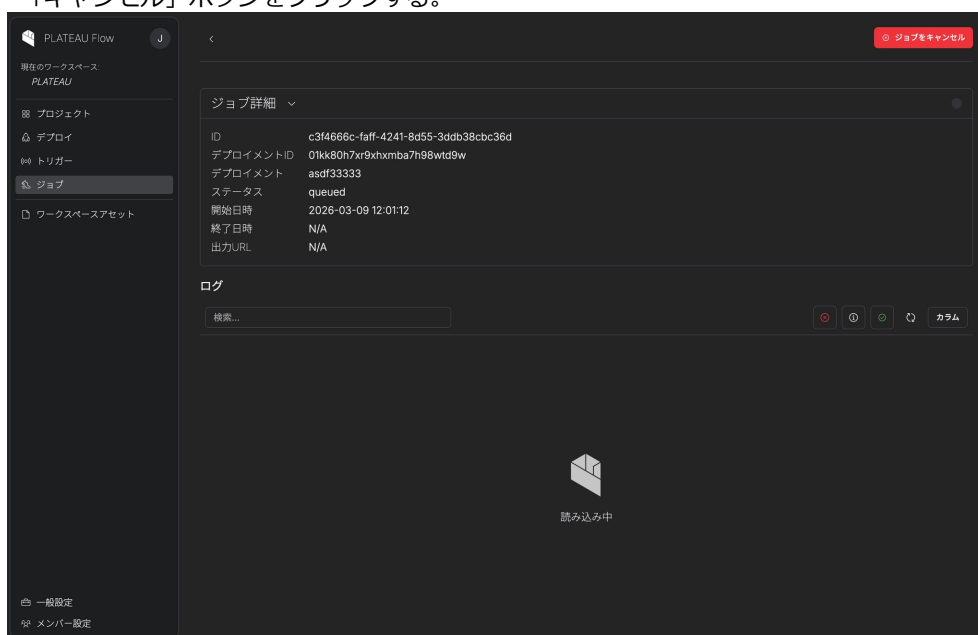 「キャンセル」ボタンをクリックする。
PLATEAU Flow
J
現在のワークスペース:
PLATEAU
プロジェクト
デプロイ
トリガー
ジョブ
ワークスペースアセット
一般設定
メンバー設定
ジョブをキャンセル
ジョブ詳細
ID c3f4666c-faff-4241-8d55-3ddb38cbc36d
デプロイメントID 01kk80h7xr9xhxmba7h98wtd9w
デプロイメント asdf33333
ステータス queued
開始日時 2026-03-09 12:01:12
終了日時 N/A
出力URL N/A
ログ
検索...
カラム
読み込み中